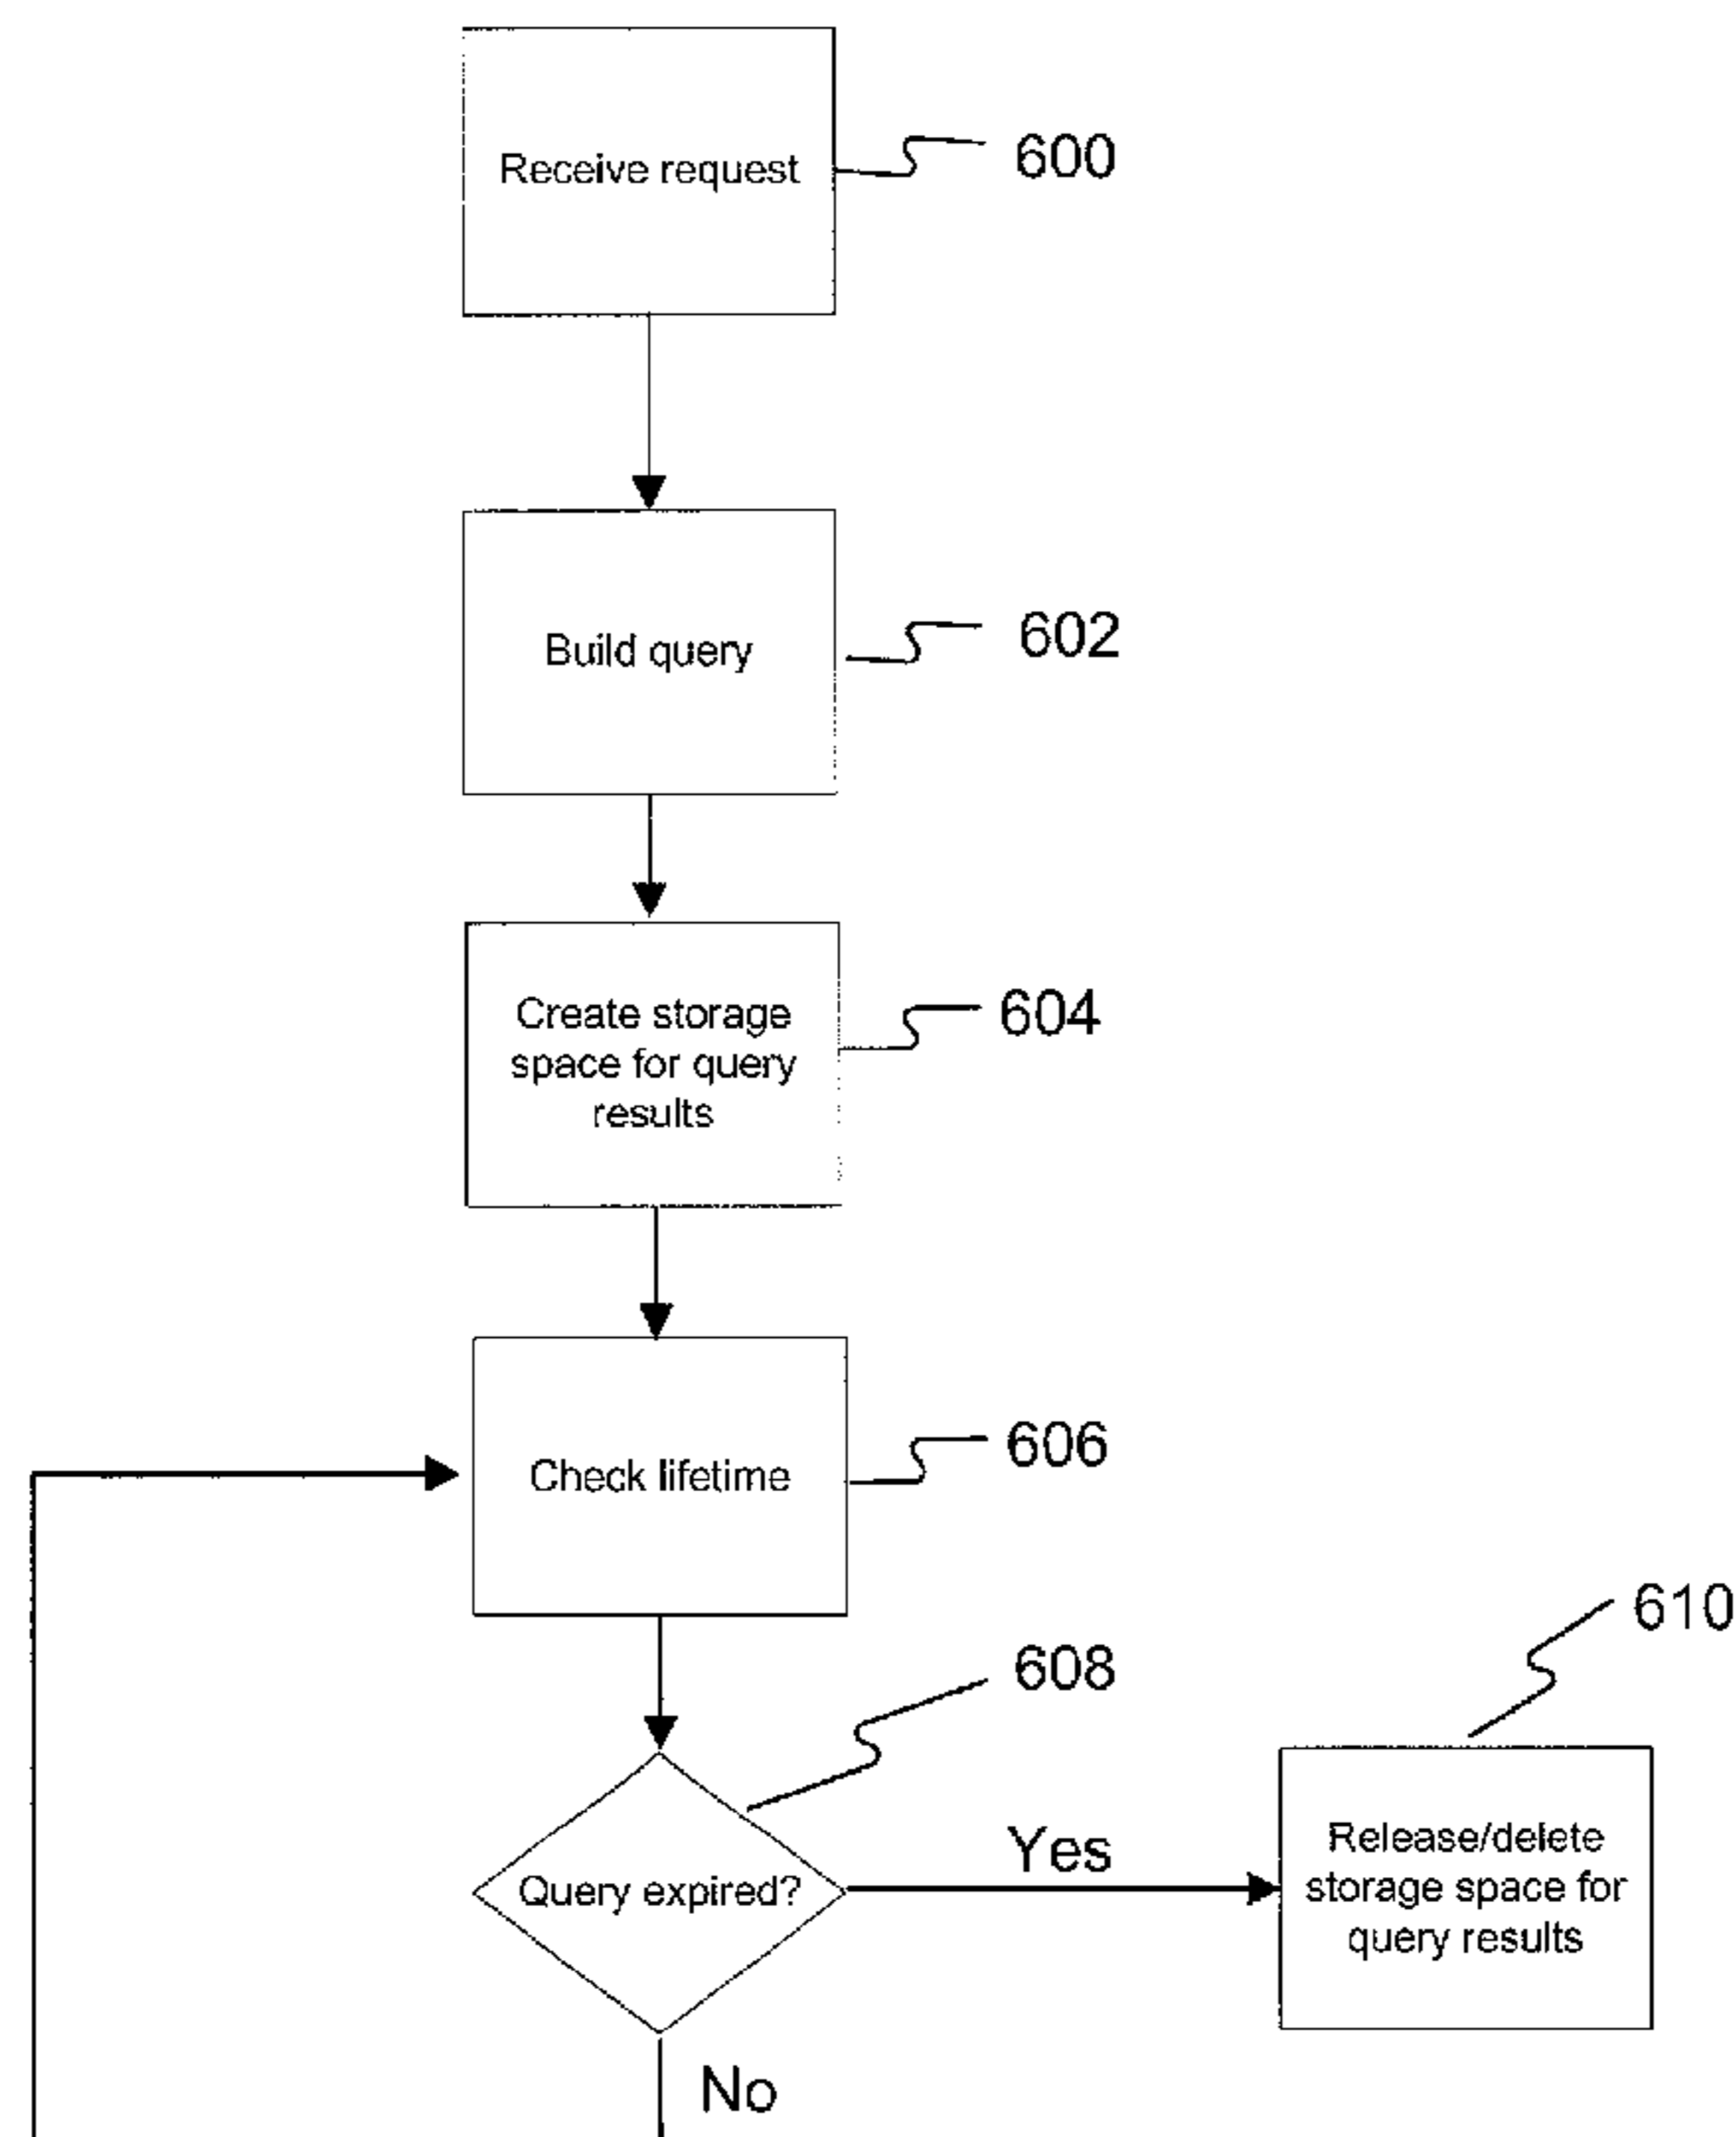 Receive request
600
Build query
602
Create storage
space for query
results
604
Check lifetime
606
608
610
Query expired?
Yes
Release/delete
storage space for
query results
No